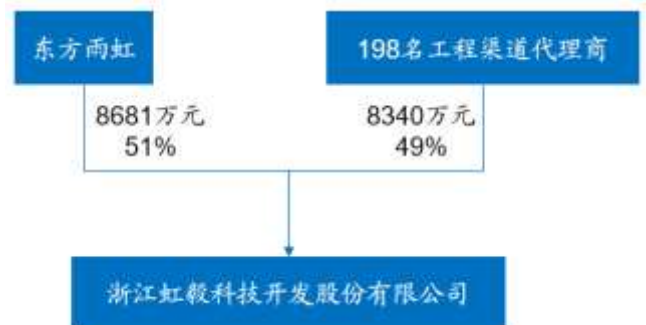 东方雨虹
198名工程渠道代理商
8681万元
51%
8340万元
49%
浙江虹毅科技开发股份有限公司